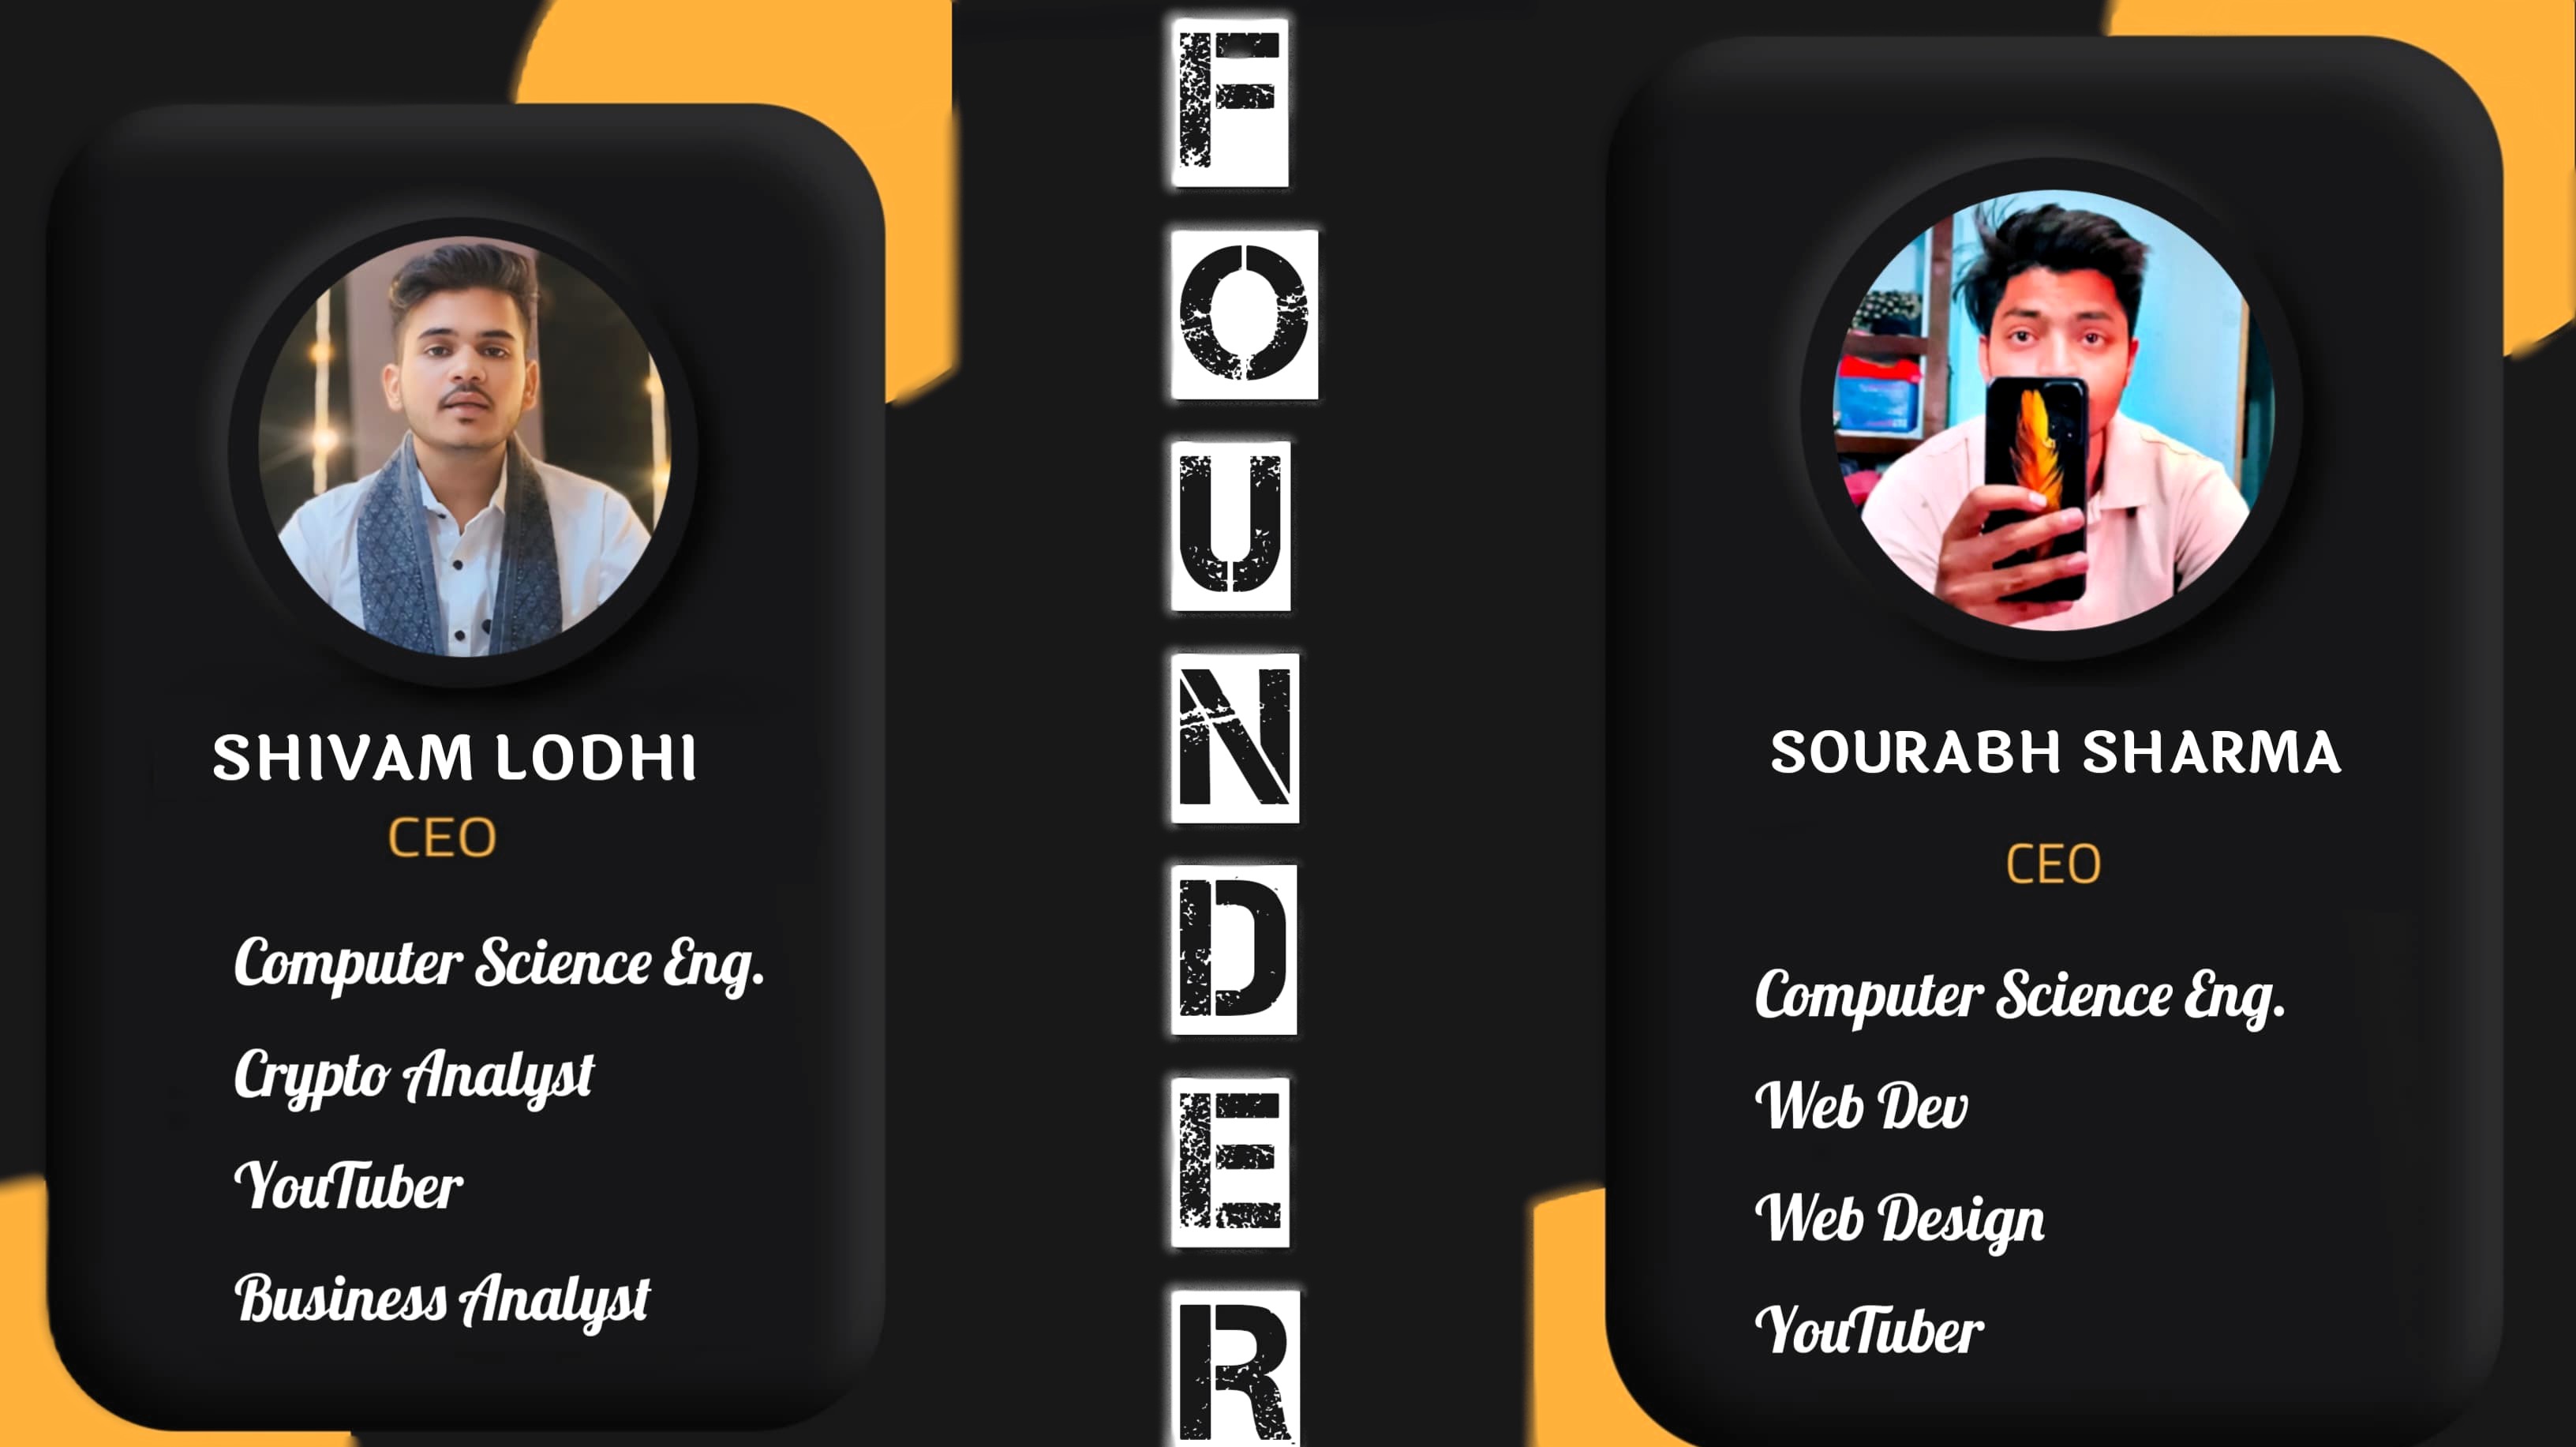 SHIVAM LODHI
CEO
Computer Science Eng.
Crypto Analyst
YouTuber
Business Analyst
FOUNDER
SOURABH SHARMA
CEO
Computer Science Eng.
Web Dev
Web Design
YouTuber